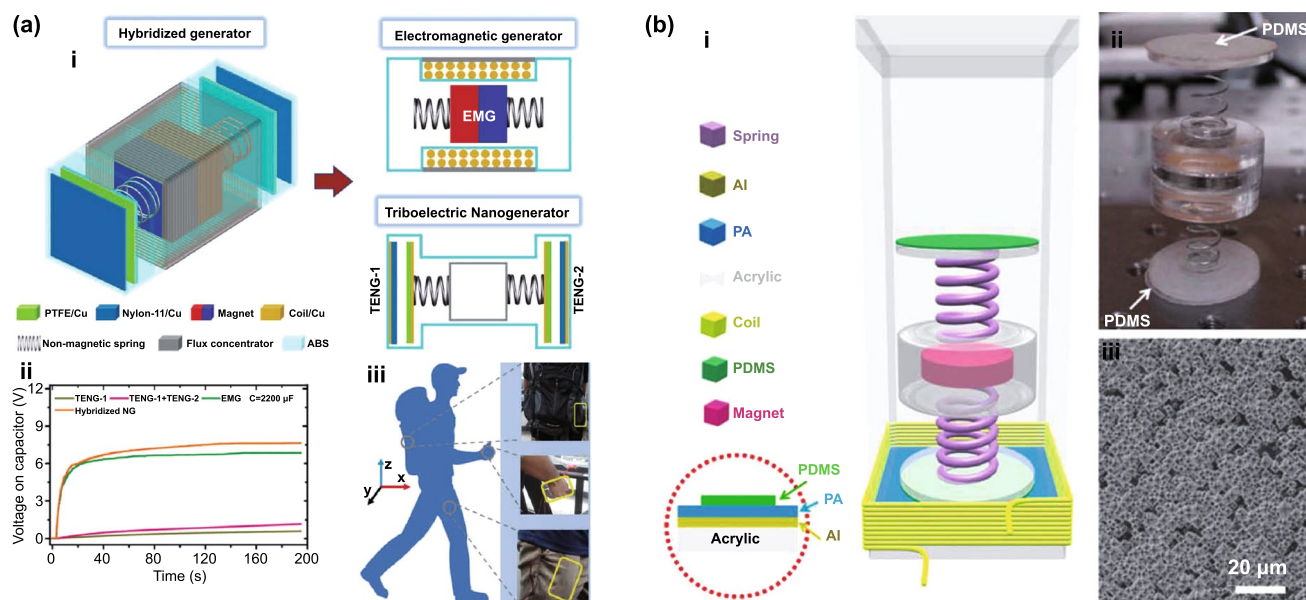 (a)
Hybridized generator
i
Electromagnetic generator
EMG
Triboelectric Nanogenerator
TENG-1
TENG-2
PTFE/Cu
Nylon-11/Cu
Magnet
Coil/Cu
Non-magnetic spring
Flux concentrator
ABS
ii
Voltage on capacitor (V)
12
9
6
3
0
TENG-1
TENG-1+TENG-2
EMG C=2200 µF
Hybridized NG
0
40
80
120
160
200
Time (s)
iii
z
x
y
(b)
i
Spring
Al
PA
Acrylic
Coil
PDMS
Magnet
PDMS
PA
Al
Acrylic
ii
PDMS
PDMS
iii
20 µm